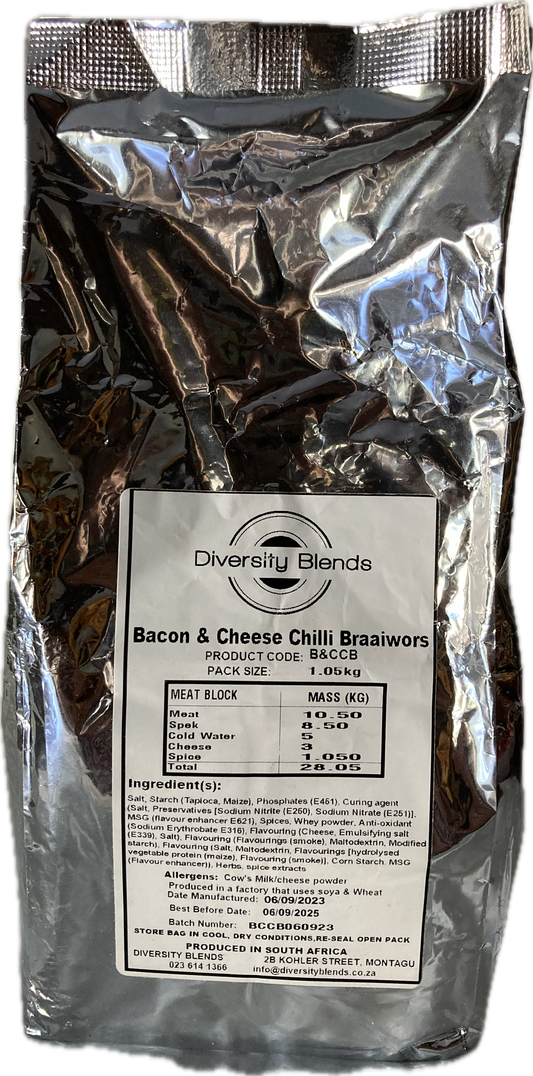 Diversity Blends
Bacon & Cheese Chilli Braaiwors
PRODUCT CODE: B&CCB
PACK SIZE: 1.05kg
MEAT BLOCK MASS (KG)
Meat 10.50
Spek 8.50
Cold Water 5
Cheese 3
Spice 1.050
Total 28.05
Ingredient(s):
Salt, Starch (Tapioca, Maize), Phosphates (E451), Curing agent
(Salt, Preservatives [Sodium Nitrite (E250), Sodium Nitrate (E251)],
MSG (flavour enhancer E621), Spices, Whey powder, Anti-oxidant
(Sodium Erythrobate E316), Flavouring (Cheese, Emulsifying salt
(E339), Salt), Flavouring (Flavourings (smoke), Maltodextrin, Modified
starch), Flavouring (Salt, Maltodextrin, Flavourings [hydrolysed
vegetable protein (maize), Flavouring (smoke)], Corn Starch, MSG
(Flavour enhancer)), Herbs, spice extracts
Allergens: Cow's Milk/cheese powder
Produced in a factory that uses soya & Wheat
Date Manufactured: 06/09/2023
Best Before Date: 06/09/2025
Batch Number: BCCB060923
STORE BAG IN COOL, DRY CONDITIONS,RE-SEAL OPEN PACK
PRODUCED IN SOUTH AFRICA
DIVERSITY BLENDS 2B KOHLER STREET, MONTAGU
023 614 1366 info@diversityblends.co.za